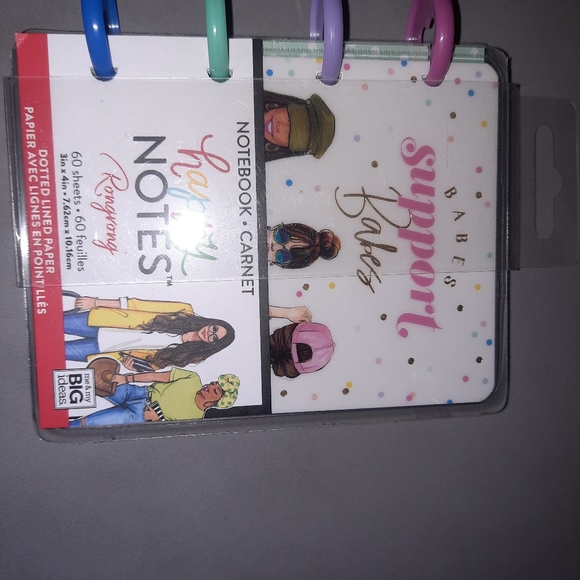 BABES
support
Babes
NOTEBOOK • CARNET
happy
NOTES™
Rongrong
60 sheets • 60 feuilles
3in x 4in • 7.62cm x 10.16cm
DOTTED LINED PAPER
PAPIER AVEC LIGNES EN POINTILLÉS
me & my
BIG
ideas